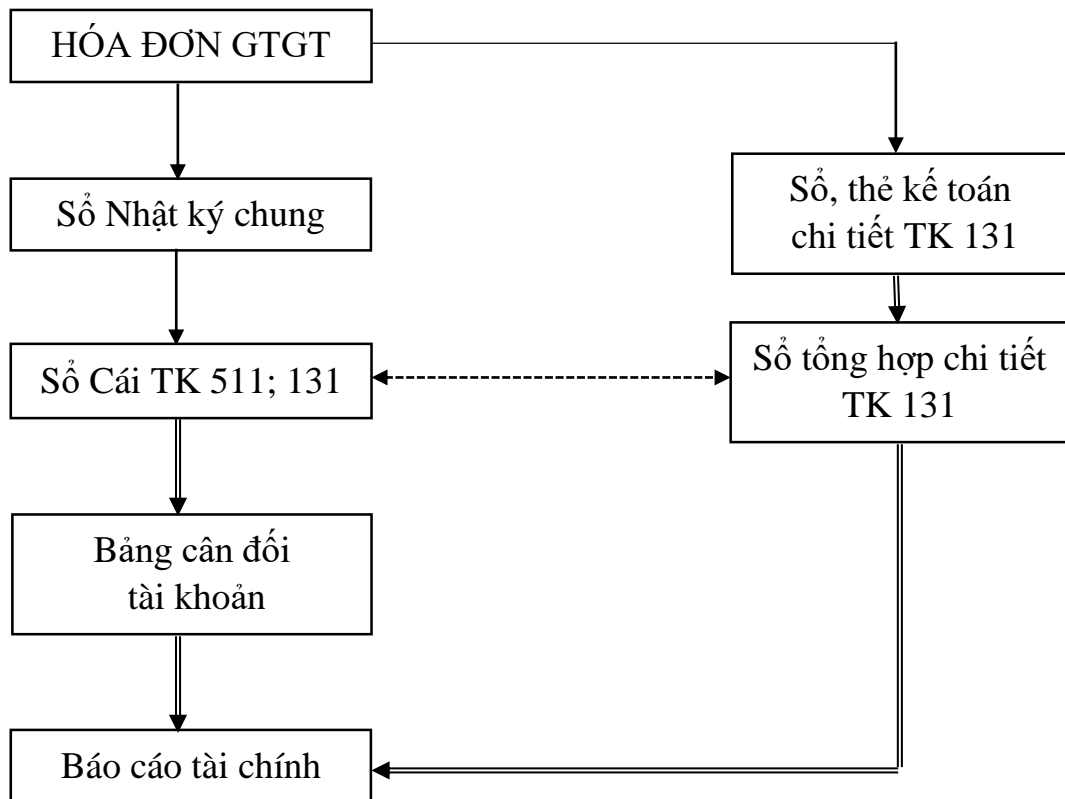 HÓA ĐƠN GTGT
Sổ Nhật ký chung
Sổ, thẻ kế toán
chi tiết TK 131
Sổ Cái TK 511; 131
Sổ tổng hợp chi tiết
TK 131
Bảng cân đối
tài khoản
Báo cáo tài chính